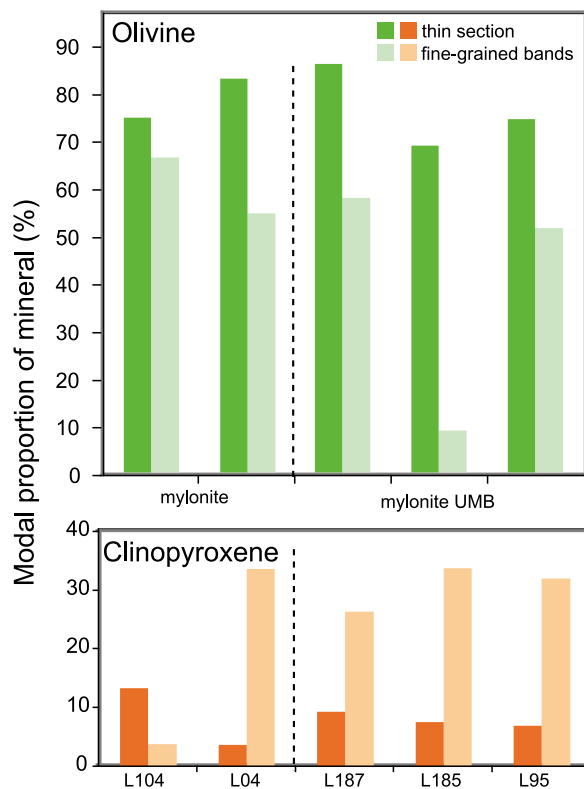 Olivine
thin section
fine-grained bands
90
80
70
60
50
40
30
20
10
0
Modal proportion of mineral (%)
mylonite
mylonite UMB
Clinopyroxene
40
30
20
10
0
L104 L04 L187 L185 L95